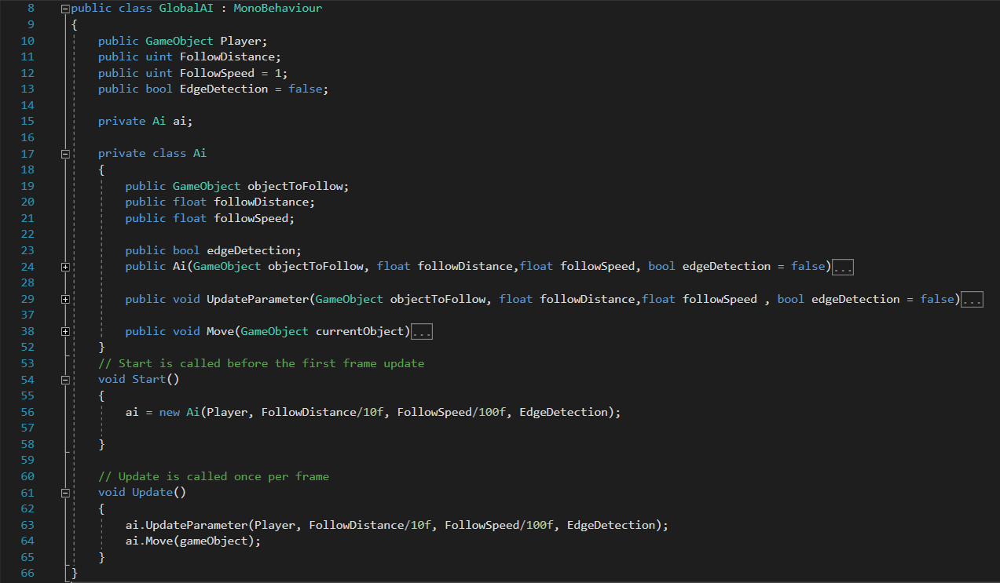 8 public class GlobalAI : MonoBehaviour
9 {
10 public GameObject Player;
11 public uint FollowDistance;
12 public uint FollowSpeed = 1;
13 public bool EdgeDetection = false;
14
15 private Ai ai;
16
17 private class Ai
18 {
19 public GameObject objectToFollow;
20 public float followDistance;
21 public float followSpeed;
22
23 public bool edgeDetection;
24 public Ai(GameObject objectToFollow, float followDistance,float followSpeed, bool edgeDetection = false)...
28
29 public void UpdateParameter(GameObject objectToFollow, float followDistance,float followSpeed , bool edgeDetection = false)...
37
38 public void Move(GameObject currentObject)...
52 }
53 // Start is called before the first frame update
54 void Start()
55 {
56 ai = new Ai(Player, FollowDistance/10f, FollowSpeed/100f, EdgeDetection);
57
58 }
59
60 // Update is called once per frame
61 void Update()
62 {
63 ai.UpdateParameter(Player, FollowDistance/10f, FollowSpeed/100f, EdgeDetection);
64 ai.Move(gameObject);
65 }
66 }